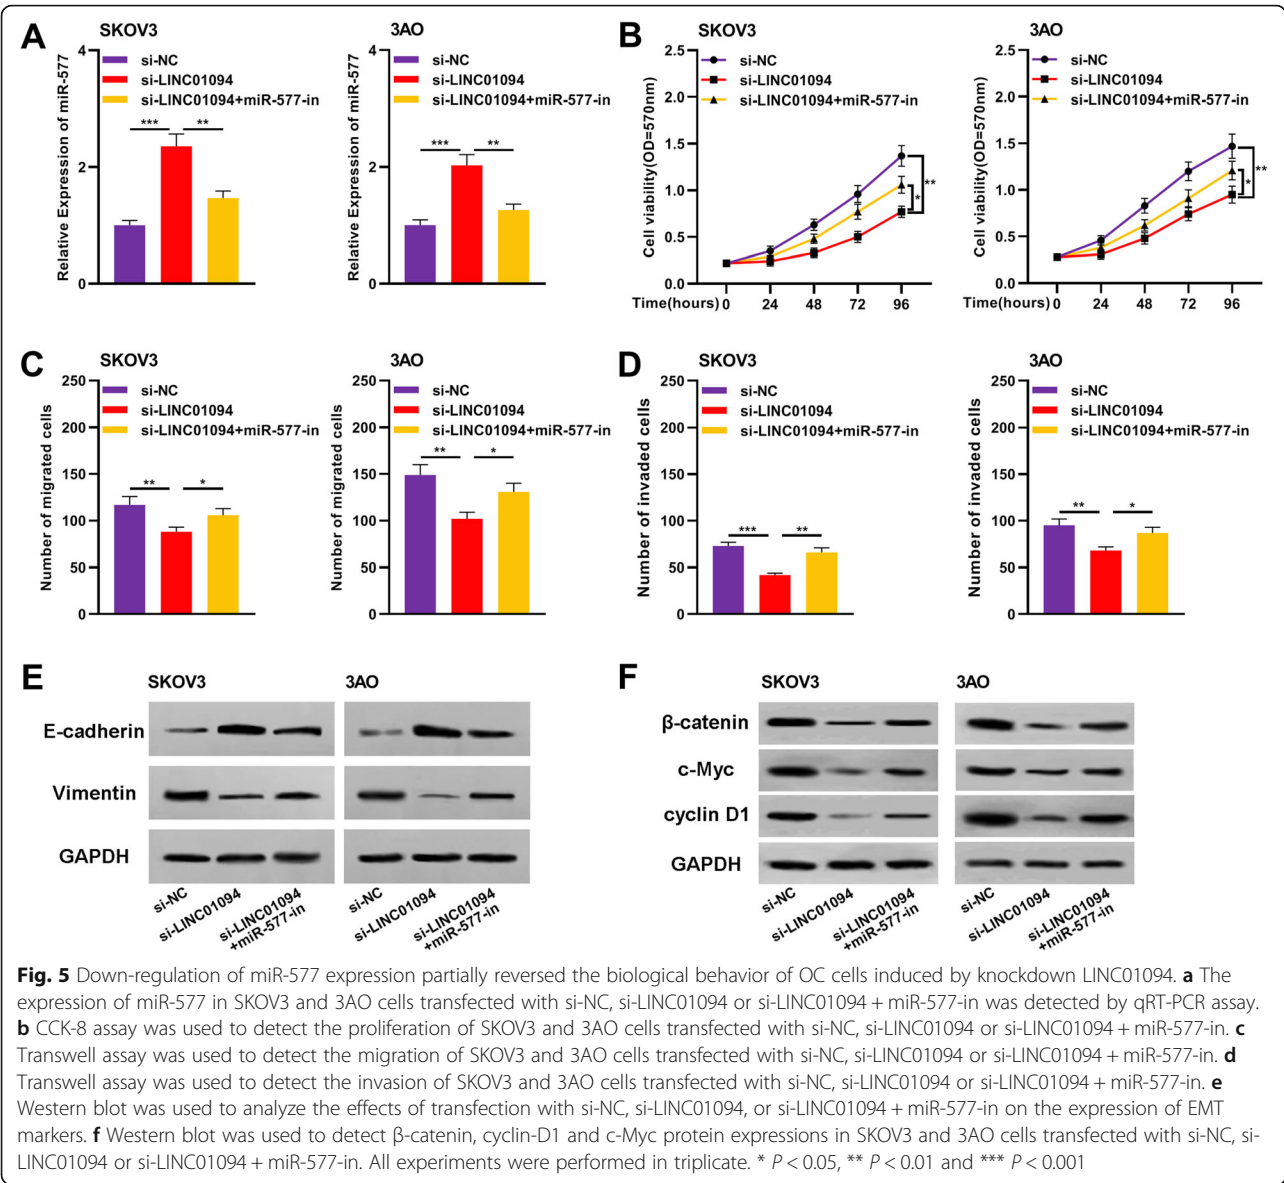 A
SKOV3
Relative Expression of miR-577
4
2
0
si-NC
si-LINC01094
si-LINC01094+miR-577-in
***
**
3AO
Relative Expression of miR-577
4
2
0
si-NC
si-LINC01094
si-LINC01094+miR-577-in
***
**
B
SKOV3
Cell viability(OD=570nm)
2.5
2.0
1.5
1.0
0.5
0.0
si-NC
si-LINC01094
si-LINC01094+miR-577-in
*
**
Time(hours) 0 24 48 72 96
3AO
Cell viability(OD=570nm)
2.5
2.0
1.5
1.0
0.5
0.0
si-NC
si-LINC01094
si-LINC01094+miR-577-in
*
**
Time(hours) 0 24 48 72 96
C
SKOV3
Number of migrated cells
250
200
150
100
50
0
si-NC
si-LINC01094
si-LINC01094+miR-577-in
**
*
3AO
Number of migrated cells
250
200
150
100
50
0
si-NC
si-LINC01094
si-LINC01094+miR-577-in
**
*
D
SKOV3
Number of invaded cells
250
200
150
100
50
0
si-NC
si-LINC01094
si-LINC01094+miR-577-in
***
**
3AO
Number of invaded cells
250
200
150
100
50
0
si-NC
si-LINC01094
si-LINC01094+miR-577-in
**
*
E
SKOV3
3AO
E-cadherin
Vimentin
GAPDH
si-NC
si-LINC01094
si-LINC01094
+miR-577-in
si-NC
si-LINC01094
si-LINC01094
+miR-577-in
F
SKOV3
3AO
β-catenin
c-Myc
cyclin D1
GAPDH
si-NC
si-LINC01094
si-LINC01094
+miR-577-in
si-NC
si-LINC01094
si-LINC01094
+miR-577-in
Fig. 5 Down-regulation of miR-577 expression partially reversed the biological behavior of OC cells induced by knockdown LINC01094. a The
expression of miR-577 in SKOV3 and 3AO cells transfected with si-NC, si-LINC01094 or si-LINC01094 + miR-577-in was detected by qRT-PCR assay.
b CCK-8 assay was used to detect the proliferation of SKOV3 and 3AO cells transfected with si-NC, si-LINC01094 or si-LINC01094 + miR-577-in. c
Transwell assay was used to detect the migration of SKOV3 and 3AO cells transfected with si-NC, si-LINC01094 or si-LINC01094 + miR-577-in. d
Transwell assay was used to detect the invasion of SKOV3 and 3AO cells transfected with si-NC, si-LINC01094 or si-LINC01094 + miR-577-in. e
Western blot was used to analyze the effects of transfection with si-NC, si-LINC01094, or si-LINC01094 + miR-577-in on the expression of EMT
markers. f Western blot was used to detect β-catenin, cyclin-D1 and c-Myc protein expressions in SKOV3 and 3AO cells transfected with si-NC, si-
LINC01094 or si-LINC01094 + miR-577-in. All experiments were performed in triplicate. * P < 0.05, ** P < 0.01 and *** P < 0.001